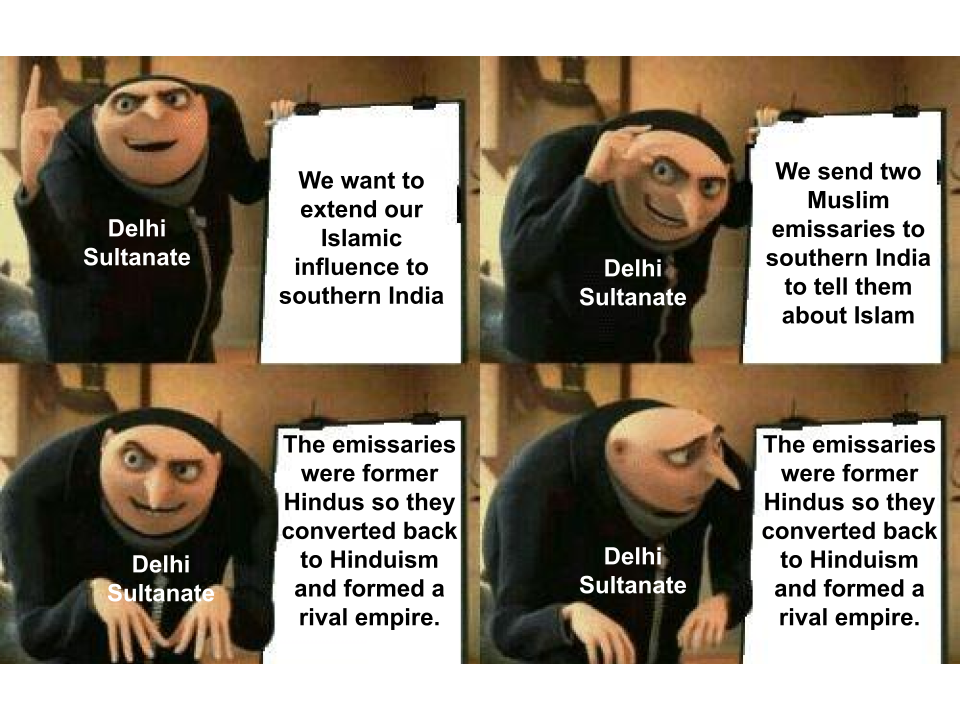 Delhi
Sultanate
We want to
extend our
Islamic
influence to
southern India
Delhi
Sultanate
We send two
Muslim
emissaries to
southern India
to tell them
about Islam
Delhi
Sultanate
The emissaries
were former
Hindus so they
converted back
to Hinduism
and formed a
rival empire.
Delhi
Sultanate
The emissaries
were former
Hindus so they
converted back
to Hinduism
and formed a
rival empire.